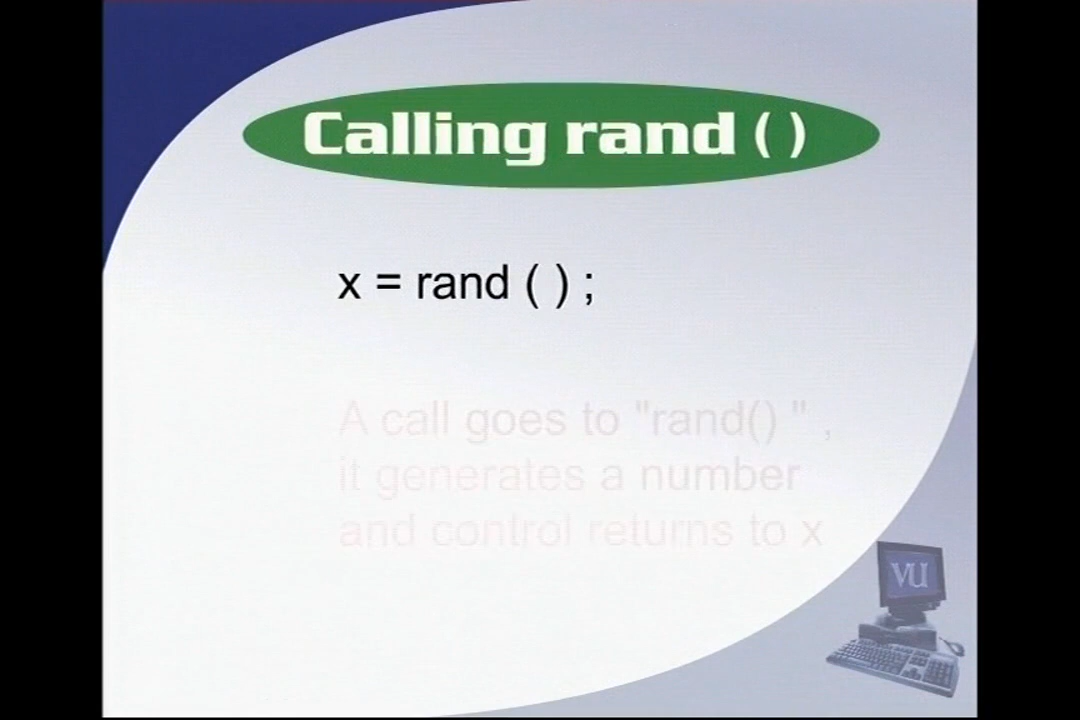 Calling rand ( )
x = rand ( ) ;
A call goes to "rand() " ,
it generates a number
and control returns to x
VU